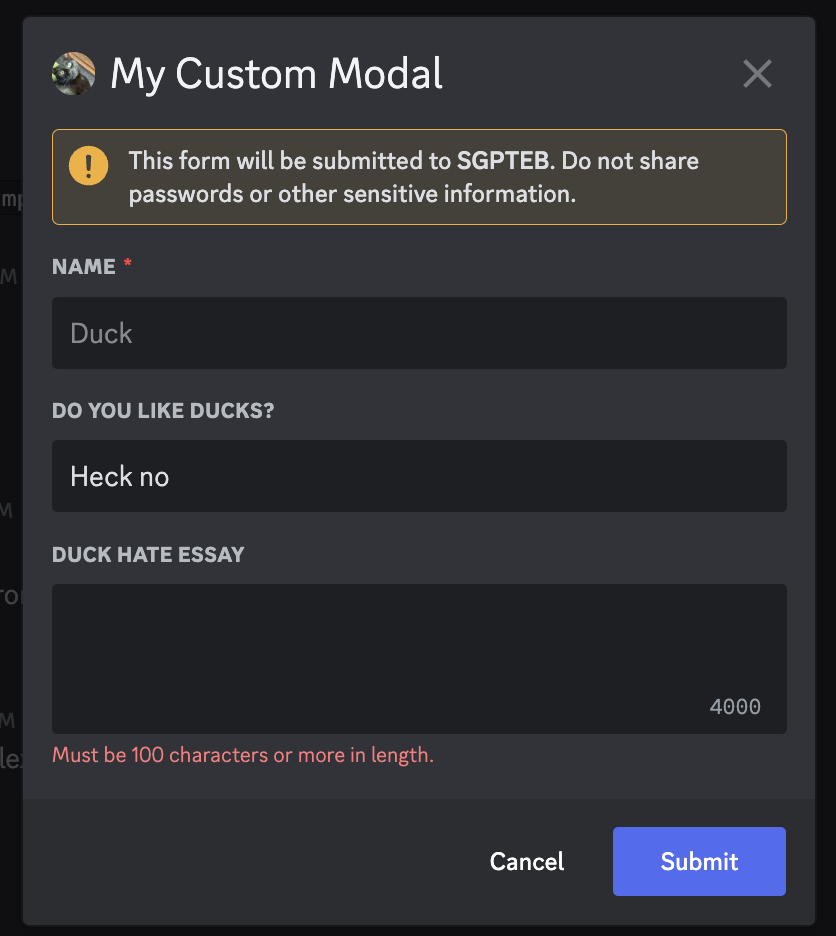 My Custom Modal
This form will be submitted to SGPTEB. Do not share
passwords or other sensitive information.
NAME *
Duck
DO YOU LIKE DUCKS?
Heck no
DUCK HATE ESSAY
4000
Must be 100 characters or more in length.
Cancel
Submit